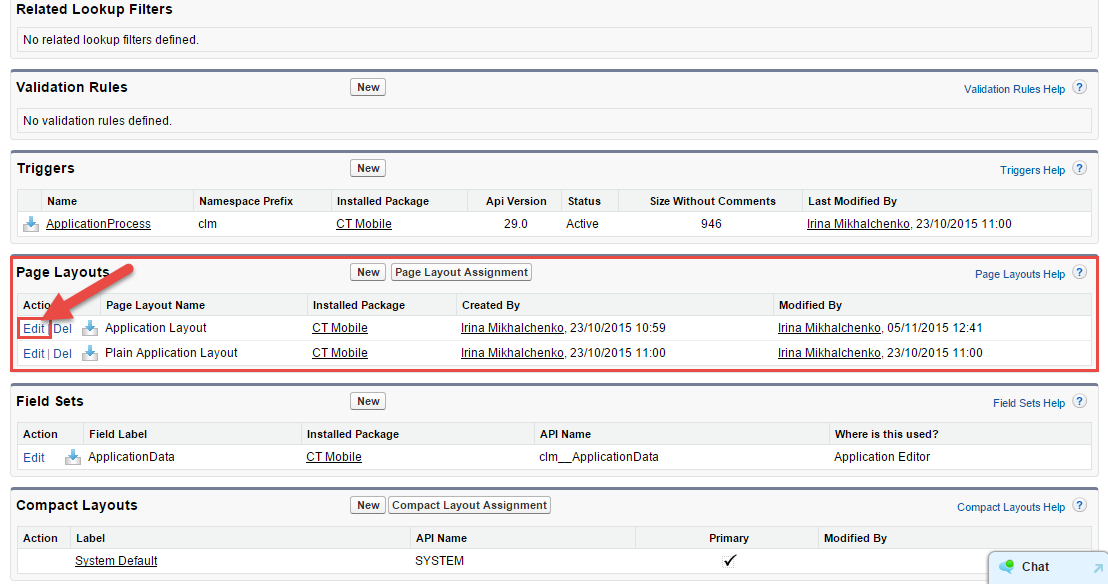 Related Lookup Filters
No related lookup filters defined.
Validation Rules New Validation Rules Help ?
No validation rules defined.
Triggers New Triggers Help ?
Name Namespace Prefix Installed Package Api Version Status Size Without Comments Last Modified By
ApplicationProcess clm CT Mobile 29.0 Active 946 Irina Mikhalchenko, 23/10/2015 11:00
Page Layouts New Page Layout Assignment Page Layouts Help ?
Action Page Layout Name Installed Package Created By Modified By
Edit | Del Application Layout CT Mobile Irina Mikhalchenko, 23/10/2015 10:59 Irina Mikhalchenko, 05/11/2015 12:41
Edit | Del Plain Application Layout CT Mobile Irina Mikhalchenko, 23/10/2015 11:00 Irina Mikhalchenko, 23/10/2015 11:00
Field Sets New Field Sets Help ?
Action Field Label Installed Package API Name Where is this used?
Edit ApplicationData CT Mobile clm__ApplicationData Application Editor
Compact Layouts New Compact Layout Assignment Compact Layouts Help ?
Action Label API Name Primary Modified By
System Default SYSTEM ✓
Chat